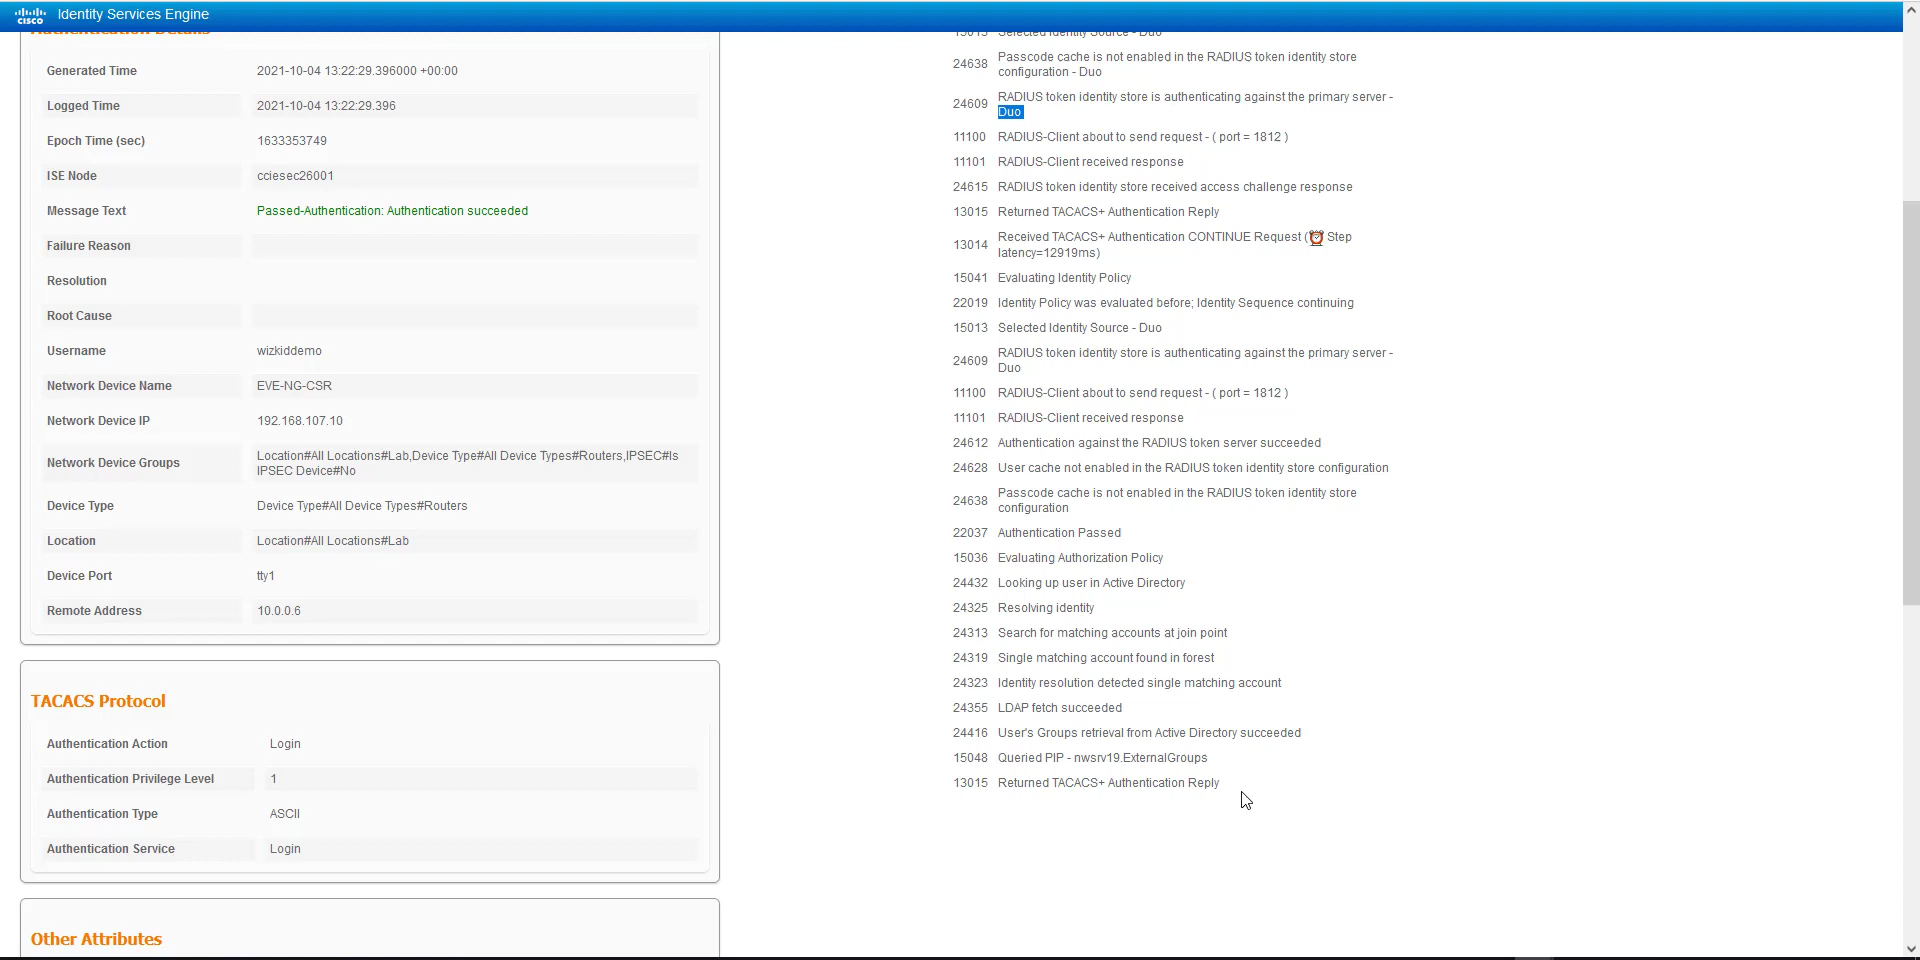 cisco Identity Services Engine
Authentication Details
Generated Time 2021-10-04 13:22:29.396000 +00:00
Logged Time 2021-10-04 13:22:29.396
Epoch Time (sec) 1633353749
ISE Node cciesec26001
Message Text Passed-Authentication: Authentication succeeded
Failure Reason
Resolution
Root Cause
Username wizkiddemo
Network Device Name EVE-NG-CSR
Network Device IP 192.168.107.10
Network Device Groups Location#All Locations#Lab,Device Type#All Device Types#Routers,IPSEC#Is
IPSEC Device#No
Device Type Device Type#All Device Types#Routers
Location Location#All Locations#Lab
Device Port tty1
Remote Address 10.0.0.6
TACACS Protocol
Authentication Action Login
Authentication Privilege Level 1
Authentication Type ASCII
Authentication Service Login
Other Attributes
15013 Selected Identity Source - Duo
24638 Passcode cache is not enabled in the RADIUS token identity store
configuration - Duo
24609 RADIUS token identity store is authenticating against the primary server -
Duo
11100 RADIUS-Client about to send request - ( port = 1812 )
11101 RADIUS-Client received response
24615 RADIUS token identity store received access challenge response
13015 Returned TACACS+ Authentication Reply
13014 Received TACACS+ Authentication CONTINUE Request (⏰ Step
latency=12919ms)
15041 Evaluating Identity Policy
22019 Identity Policy was evaluated before; Identity Sequence continuing
15013 Selected Identity Source - Duo
24609 RADIUS token identity store is authenticating against the primary server -
Duo
11100 RADIUS-Client about to send request - ( port = 1812 )
11101 RADIUS-Client received response
24612 Authentication against the RADIUS token server succeeded
24628 User cache not enabled in the RADIUS token identity store configuration
24638 Passcode cache is not enabled in the RADIUS token identity store
configuration
22037 Authentication Passed
15036 Evaluating Authorization Policy
24432 Looking up user in Active Directory
24325 Resolving identity
24313 Search for matching accounts at join point
24319 Single matching account found in forest
24323 Identity resolution detected single matching account
24355 LDAP fetch succeeded
24416 User's Groups retrieval from Active Directory succeeded
15048 Queried PIP - nwsrv19.ExternalGroups
13015 Returned TACACS+ Authentication Reply